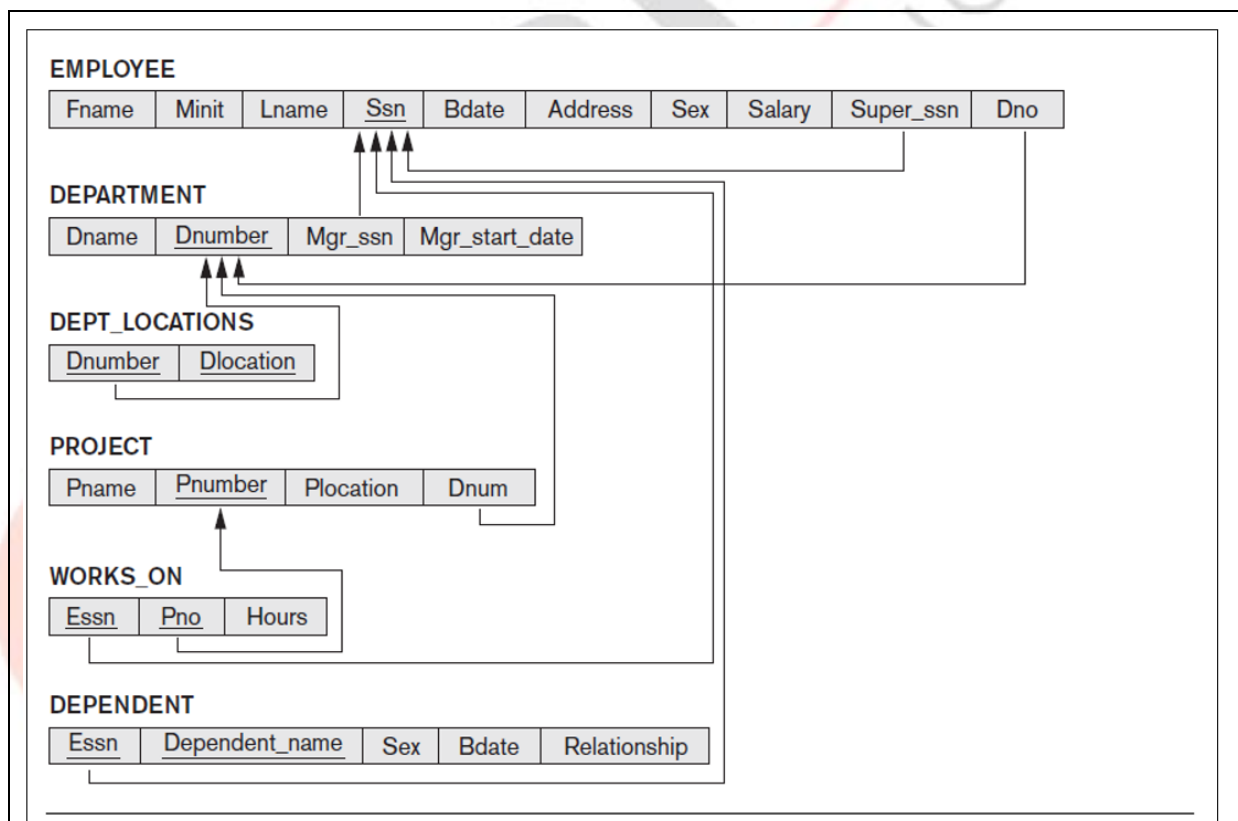 EMPLOYEE
Fname Minit Lname Ssn Bdate Address Sex Salary Super_ssn Dno
DEPARTMENT
Dname Dnumber Mgr_ssn Mgr_start_date
DEPT_LOCATIONS
Dnumber Dlocation
PROJECT
Pname Pnumber Plocation Dnum
WORKS_ON
Essn Pno Hours
DEPENDENT
Essn Dependent_name Sex Bdate Relationship